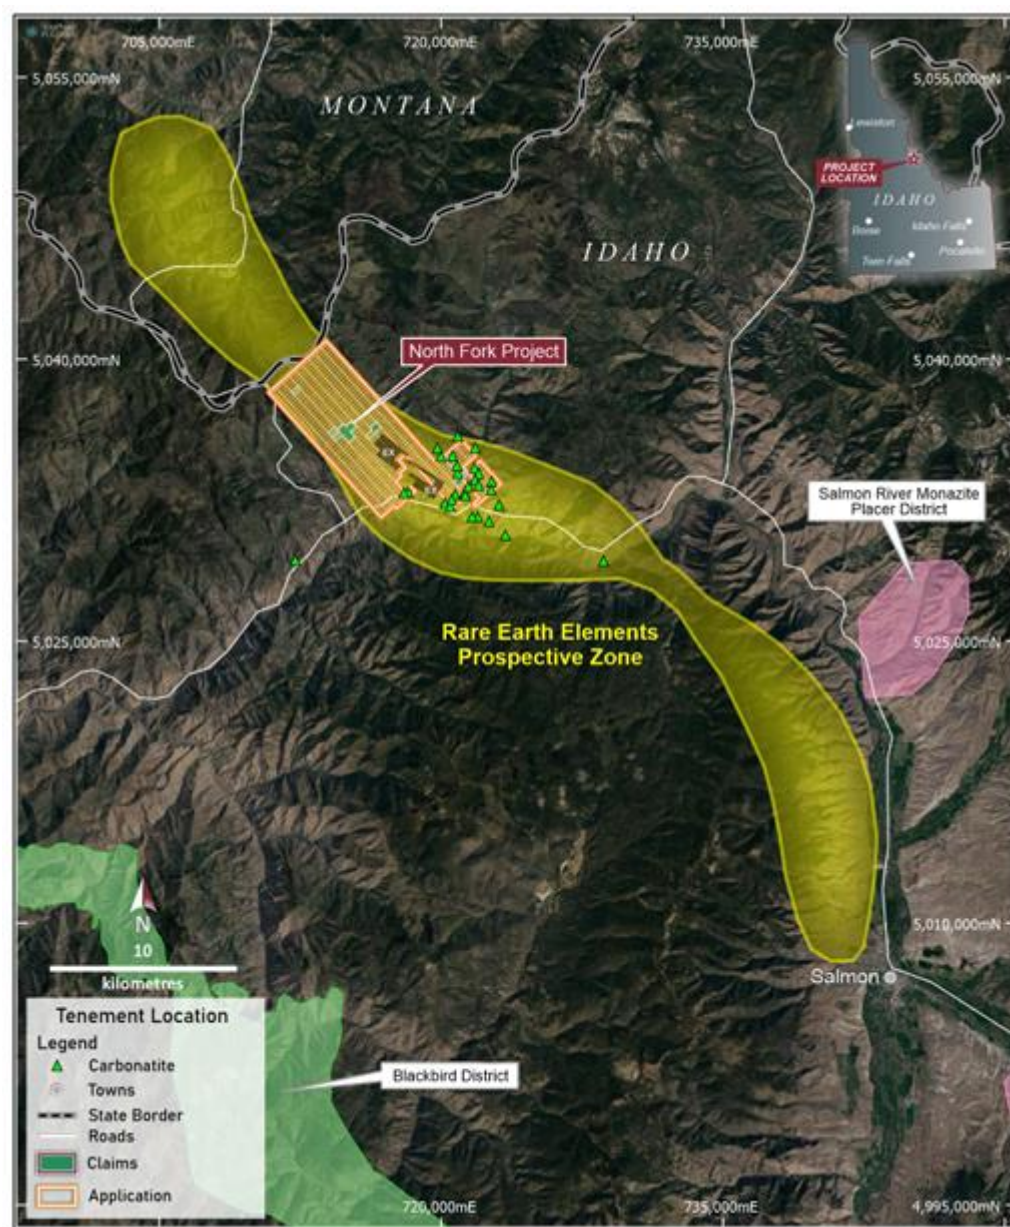 705,000mE 720,000mE 735,000mE
5,055,000mN 5,055,000mN
MONTANA
Lewiston
PROJECT
LOCATION
IDAHO
Boise Idaho Falls
Pocatello
Twin Falls
IDAHO
5,040,000mN 5,040,000mN
North Fork Project
Salmon River Monazite
Placer District
Rare Earth Elements
Prospective Zone
5,025,000mN 5,025,000mN
5,010,000mN
Salmon
N
10
kilometres
Tenement Location
Legend
Carbonatite
Towns
State Border
Roads
Claims
Application
Blackbird District
720,000mE 735,000mE 4,995,000mN